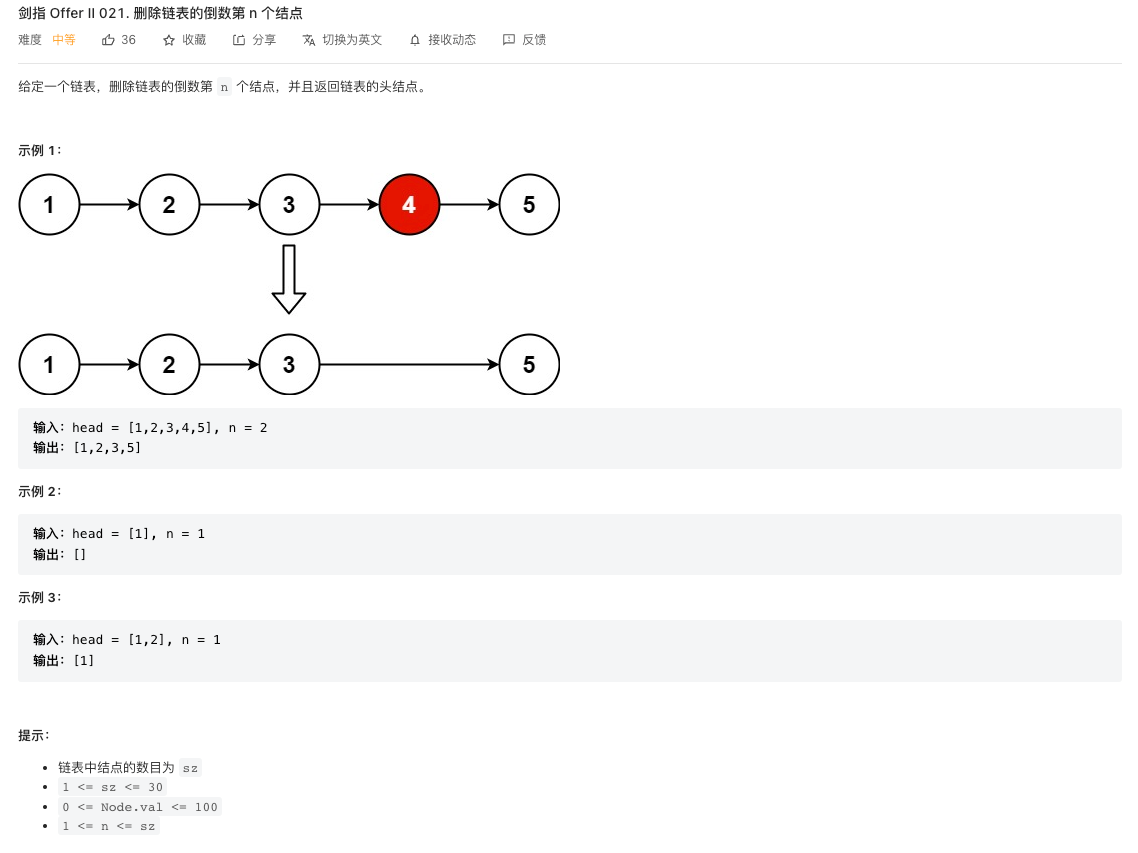 剑指 Offer II 021. 删除链表的倒数第 n 个结点
难度 中等 36 收藏 分享 切换为英文 接收动态 反馈
给定一个链表，删除链表的倒数第 n 个结点，并且返回链表的头结点。
示例 1：
1 2 3 4 5
1 2 3 5
输入：head = [1,2,3,4,5], n = 2
输出：[1,2,3,5]
示例 2：
输入：head = [1], n = 1
输出：[]
示例 3：
输入：head = [1,2], n = 1
输出：[1]
提示：
链表中结点的数目为 sz
1 <= sz <= 30
0 <= Node.val <= 100
1 <= n <= sz